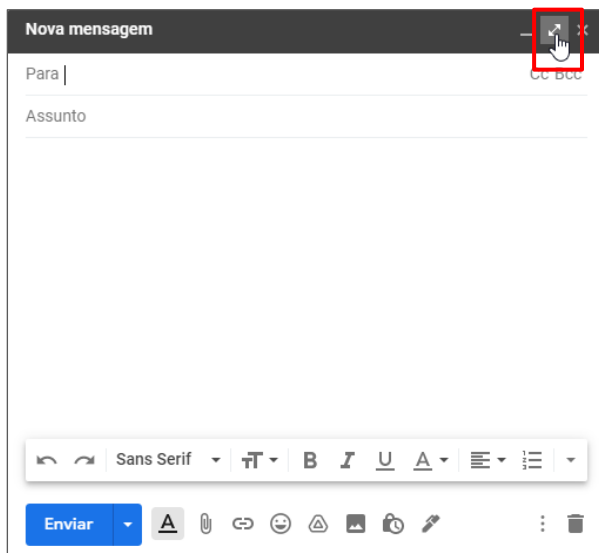 Nova mensagem
Para
Cc Bcc
Assunto
Sans Serif
B I U A
Enviar
A